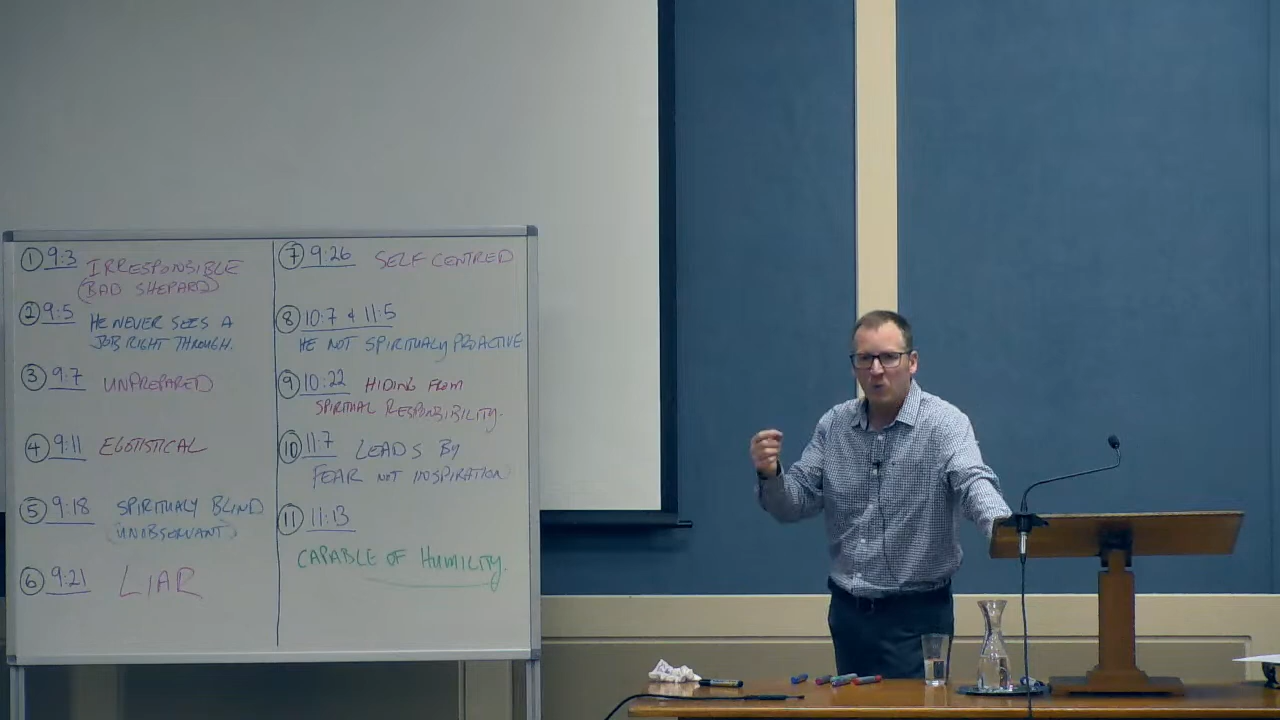 ① 9:3 IRRESPONSIBLE
(BAD SHEPARD)
② 9:5 HE NEVER SEES A
JOB RIGHT THROUGH.
③ 9:7 UNPREPARED
④ 9:11 EGOTISTICAL
⑤ 9:18 SPIRITUALY BLIND
(UNOBSERVANT)
⑥ 9:21 LIAR
⑦ 9:26 SELF CENTRED
⑧ 10:7 & 11:5
HE NOT SPIRITUALY PROACTIVE
⑨ 10:22 HIDING FROM
SPIRITUAL RESPONSIBILITY.
⑩ 11:7 LEADS BY
FEAR NOT INSPIRATION
⑪ 11:13
CAPABLE OF HUMILITY.